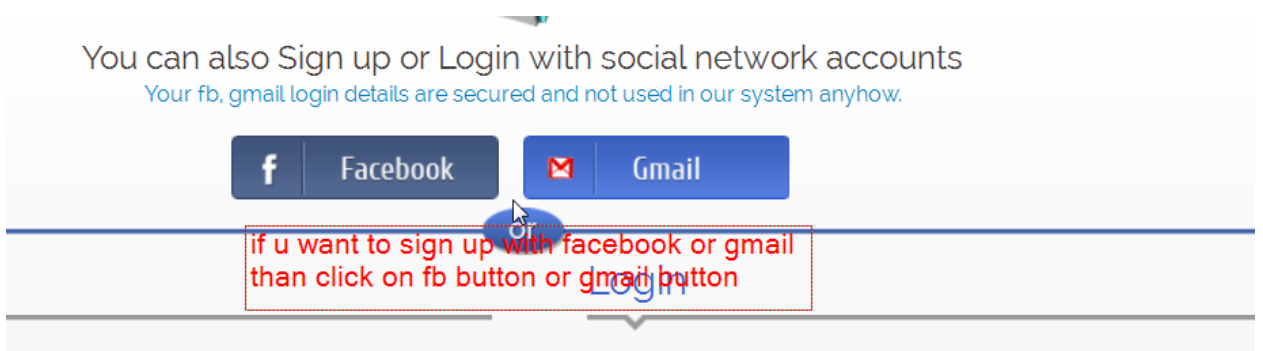 You can also Sign up or Login with social network accounts
Your fb, gmail login details are secured and not used in our system anyhow.
f Facebook
Gmail
or
if u want to sign up with facebook or gmail
than click on fb button or gmail button
Login